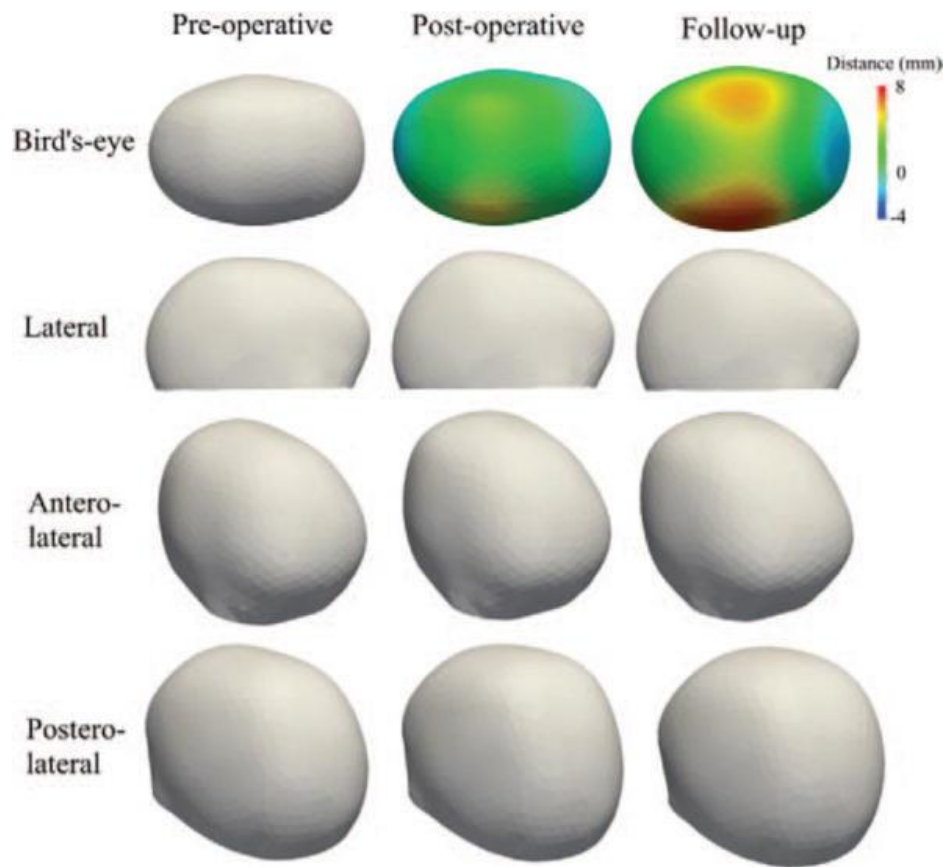 Pre-operative
Post-operative
Follow-up
Distance (mm)
8
0
-4
Bird's-eye
Lateral
Antero-
lateral
Postero-
lateral